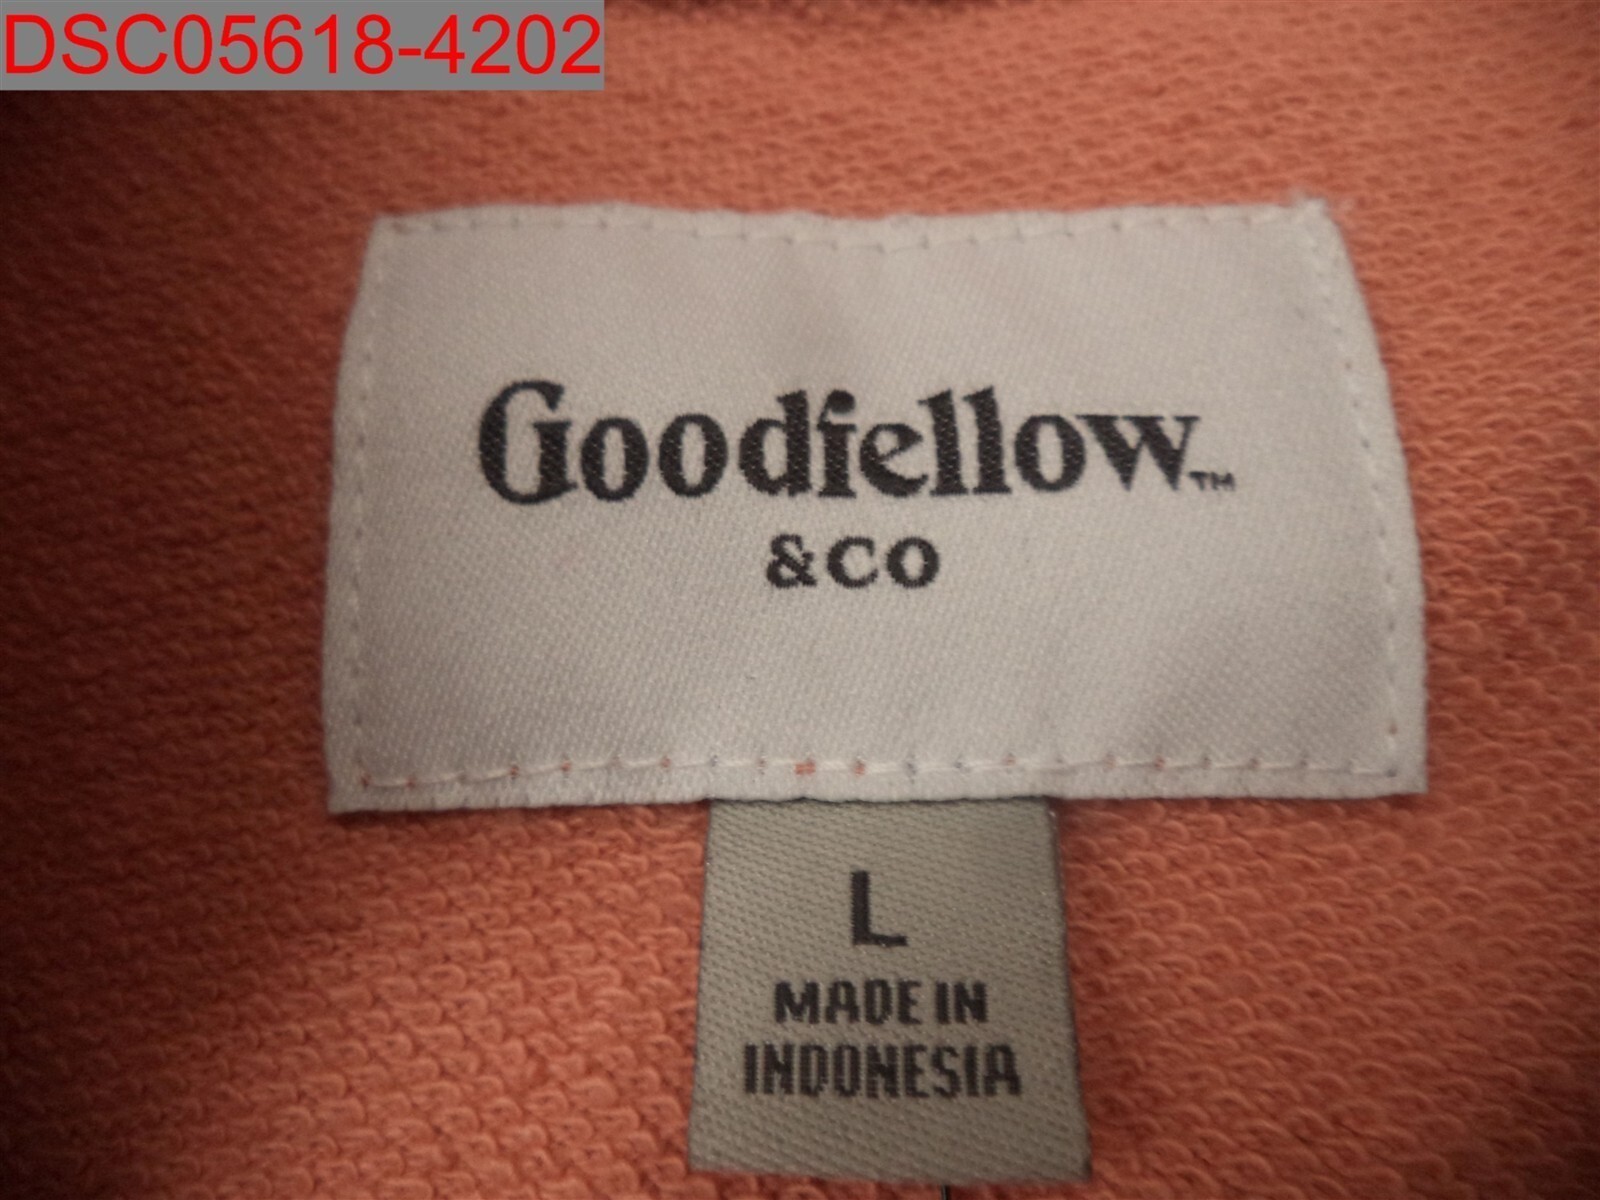 DSC05618-4202
Goodfellow™
&CO
L
MADE IN
INDONESIA